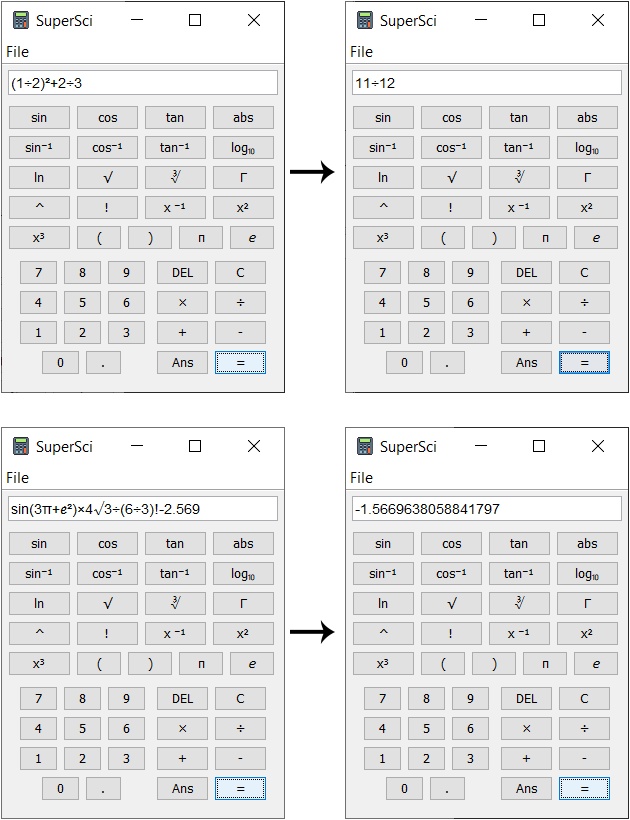 SuperSci
File
(1÷2)²+2÷3
sin cos tan abs
sin⁻¹ cos⁻¹ tan⁻¹ log₁₀
ln √ ∛ Γ
^ ! x ⁻¹ x²
x³ ( ) π e
7 8 9 DEL C
4 5 6 × ÷
1 2 3 + -
0 . Ans =
SuperSci
File
11÷12
sin cos tan abs
sin⁻¹ cos⁻¹ tan⁻¹ log₁₀
ln √ ∛ Γ
^ ! x ⁻¹ x²
x³ ( ) π e
7 8 9 DEL C
4 5 6 × ÷
1 2 3 + -
0 . Ans =
SuperSci
File
sin(3π+e²)×4√3÷(6÷3)!-2.569
sin cos tan abs
sin⁻¹ cos⁻¹ tan⁻¹ log₁₀
ln √ ∛ Γ
^ ! x ⁻¹ x²
x³ ( ) π e
7 8 9 DEL C
4 5 6 × ÷
1 2 3 + -
0 . Ans =
SuperSci
File
-1.5669638058841797
sin cos tan abs
sin⁻¹ cos⁻¹ tan⁻¹ log₁₀
ln √ ∛ Γ
^ ! x ⁻¹ x²
x³ ( ) π e
7 8 9 DEL C
4 5 6 × ÷
1 2 3 + -
0 . Ans =